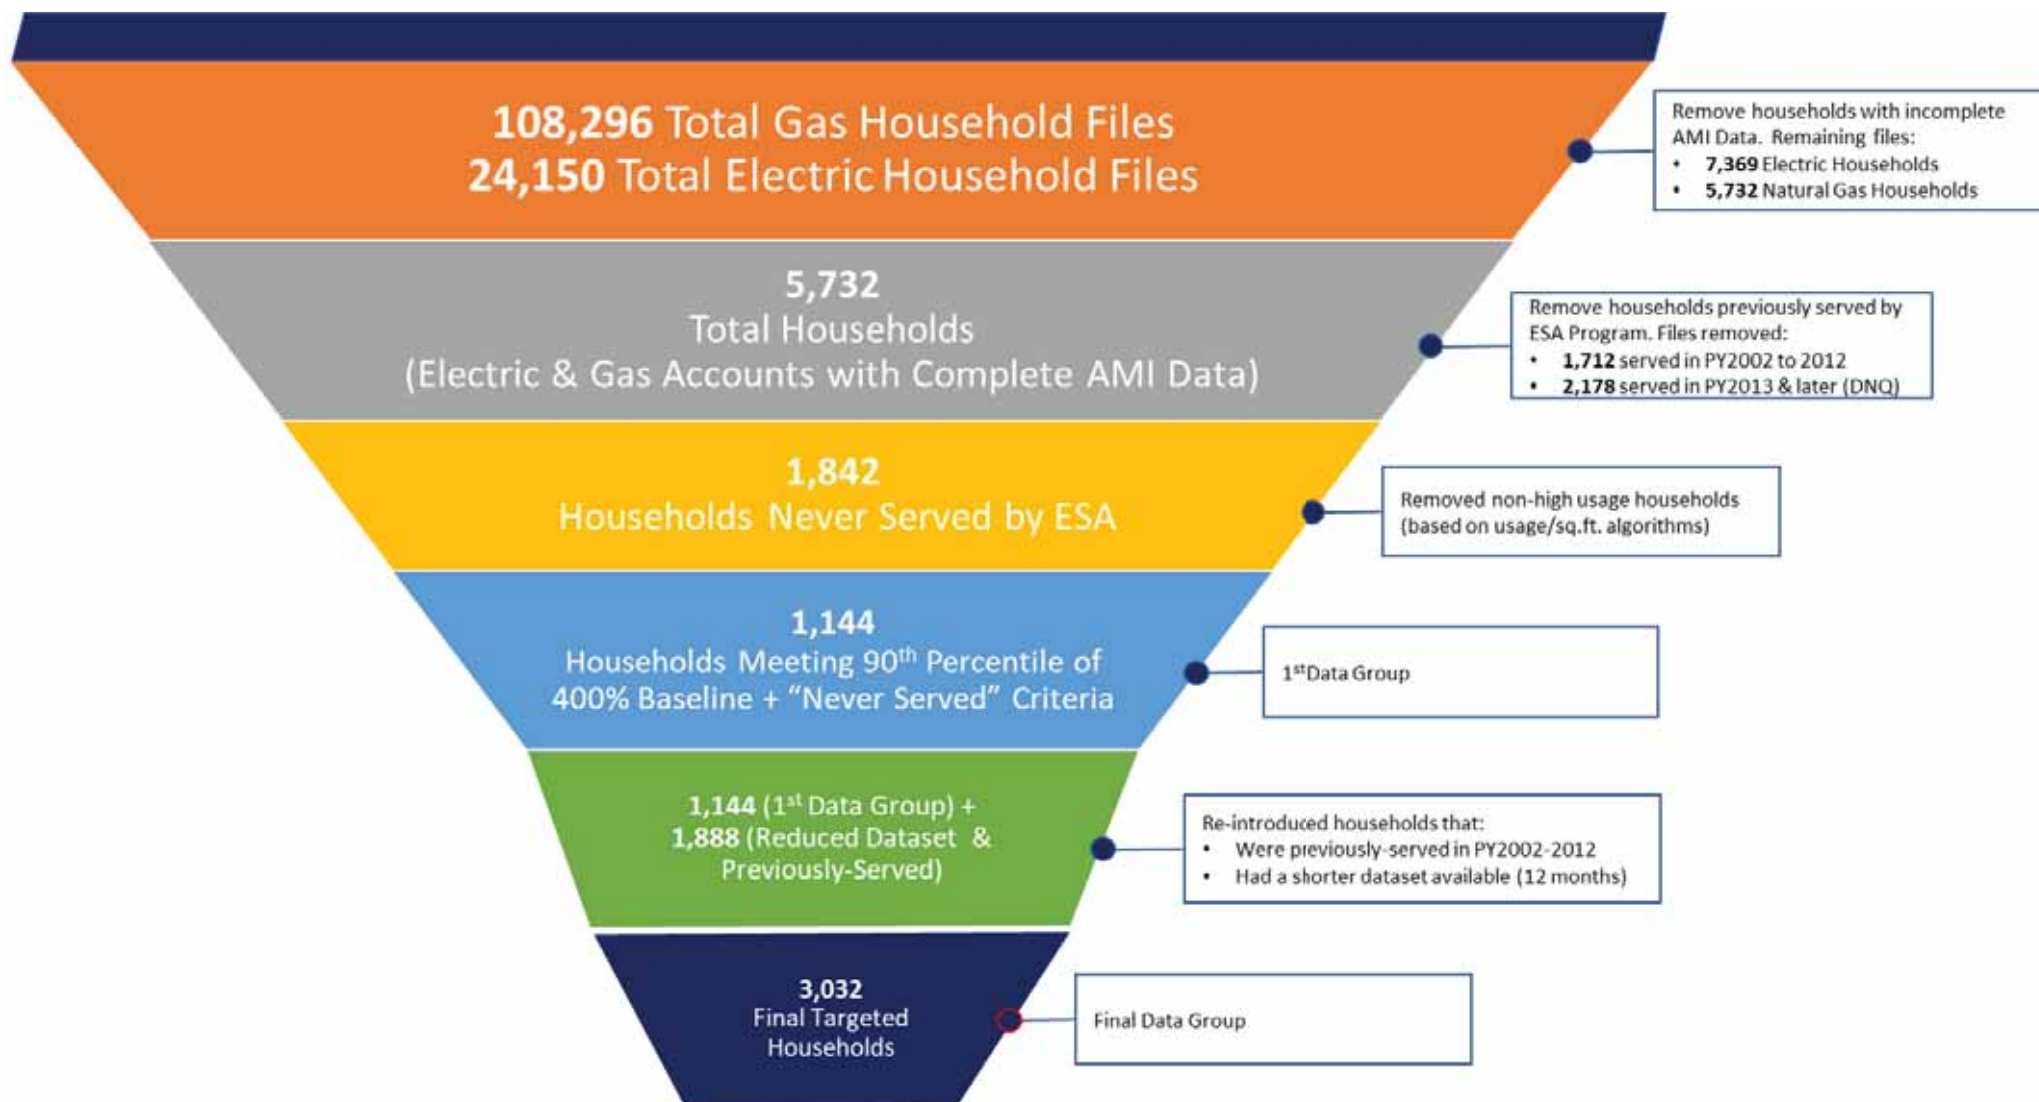 108,296 Total Gas Household Files
24,150 Total Electric Household Files
Remove households with incomplete
AMI Data. Remaining files:
• 7,369 Electric Households
• 5,732 Natural Gas Households
5,732
Total Households
(Electric & Gas Accounts with Complete AMI Data)
Remove households previously served by
ESA Program. Files removed:
• 1,712 served in PY2002 to 2012
• 2,178 served in PY2013 & later (DNQ)
1,842
Households Never Served by ESA
Removed non-high usage households
(based on usage/sq.ft. algorithms)
1,144
Households Meeting 90th Percentile of
400% Baseline + “Never Served” Criteria
1st Data Group
1,144 (1st Data Group) +
1,888 (Reduced Dataset &
Previously-Served)
Re-introduced households that:
• Were previously-served in PY2002-2012
• Had a shorter dataset available (12 months)
3,032
Final Targeted
Households
Final Data Group